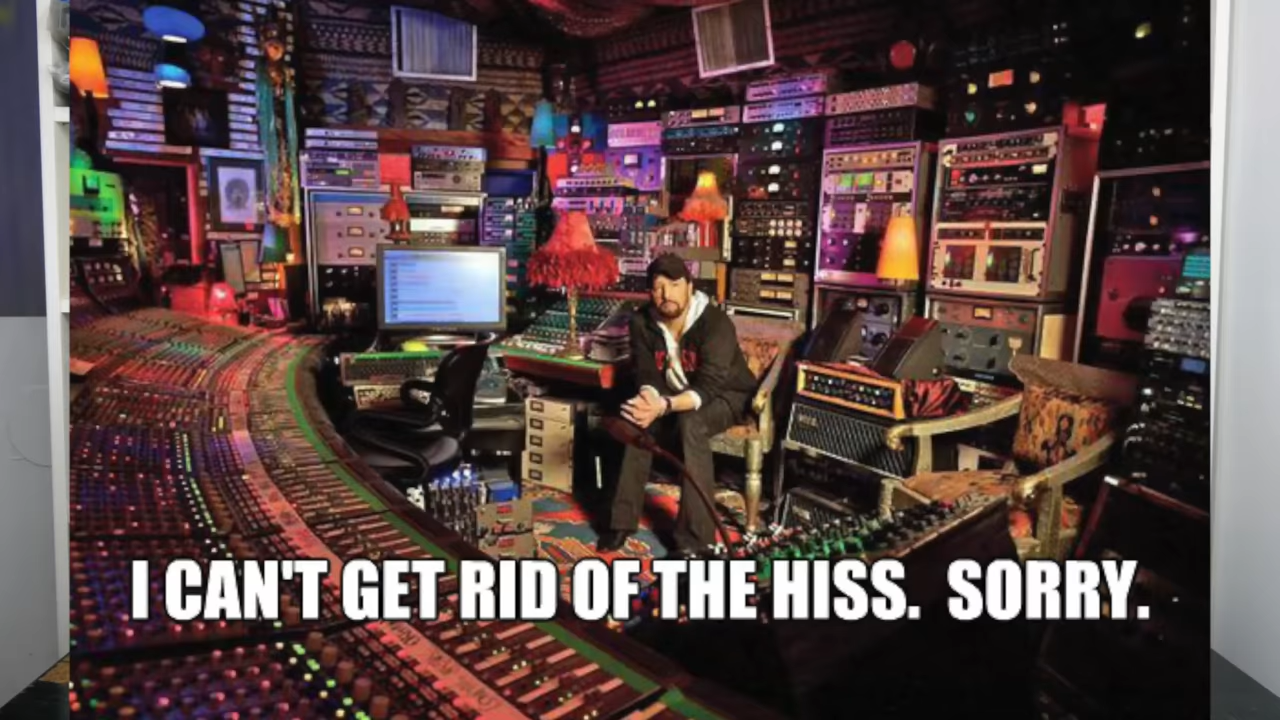 I CAN'T GET RID OF THE HISS.  SORRY.